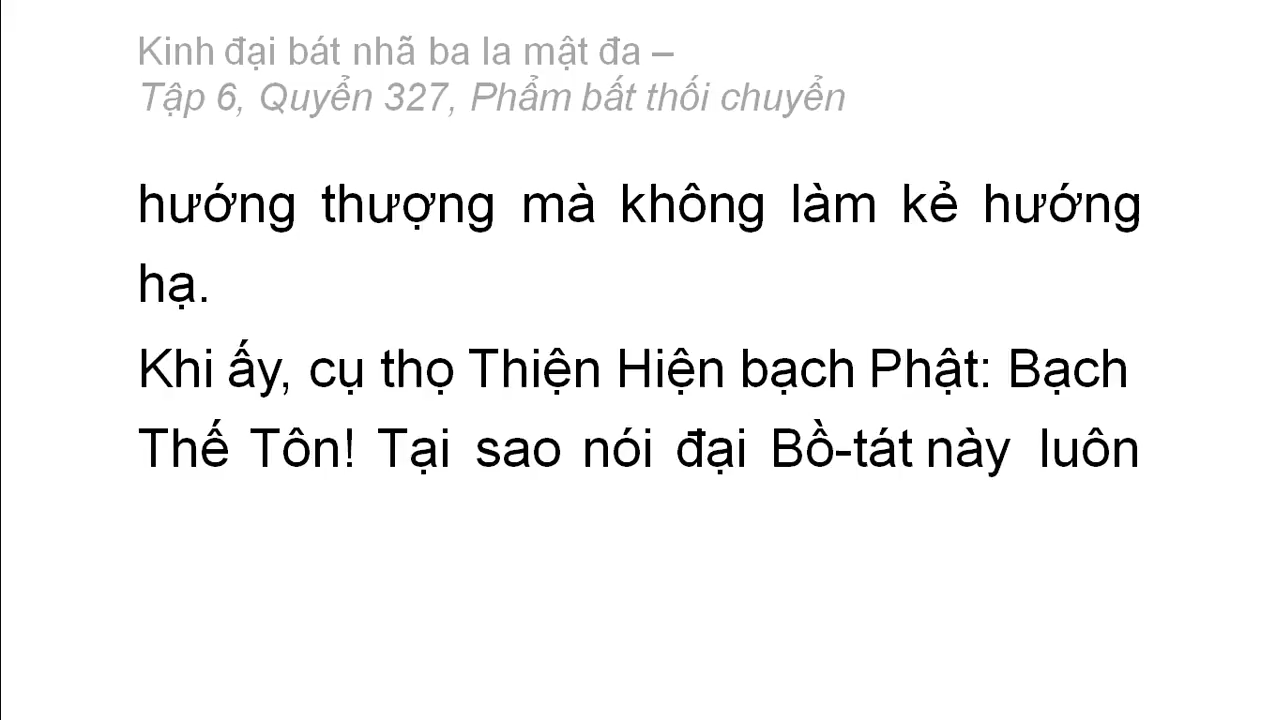 Kinh đại bát nhã ba la mật đa –
Tập 6, Quyển 327, Phẩm bất thối chuyển
hướng thượng mà không làm kẻ hướng
hạ.
Khi ấy, cụ thọ Thiện Hiện bạch Phật: Bạch
Thế Tôn! Tại sao nói đại Bồ-tát này luôn